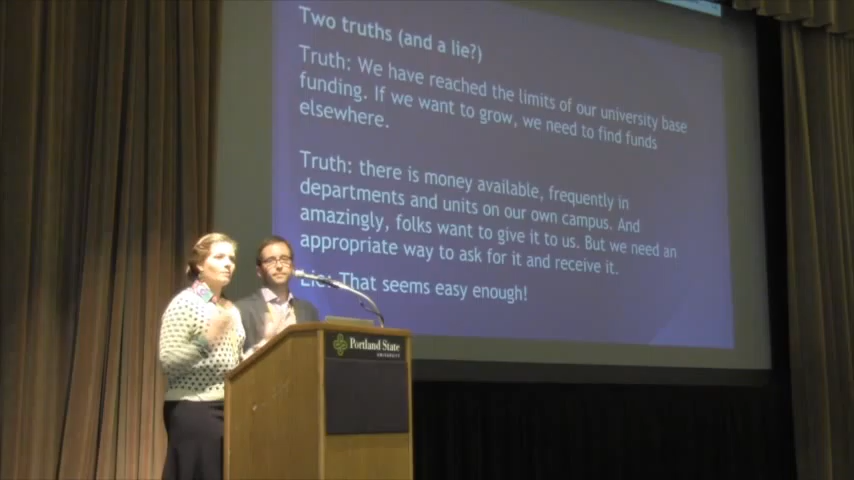 Two truths (and a lie?)
Truth: We have reached the limits of our university base
funding. If we want to grow, we need to find funds
elsewhere.
Truth: there is money available, frequently in
departments and units on our own campus. And
amazingly, folks want to give it to us. But we need an
appropriate way to ask for it and receive it.
Lie: That seems easy enough!
Portland State
UNIVERSITY